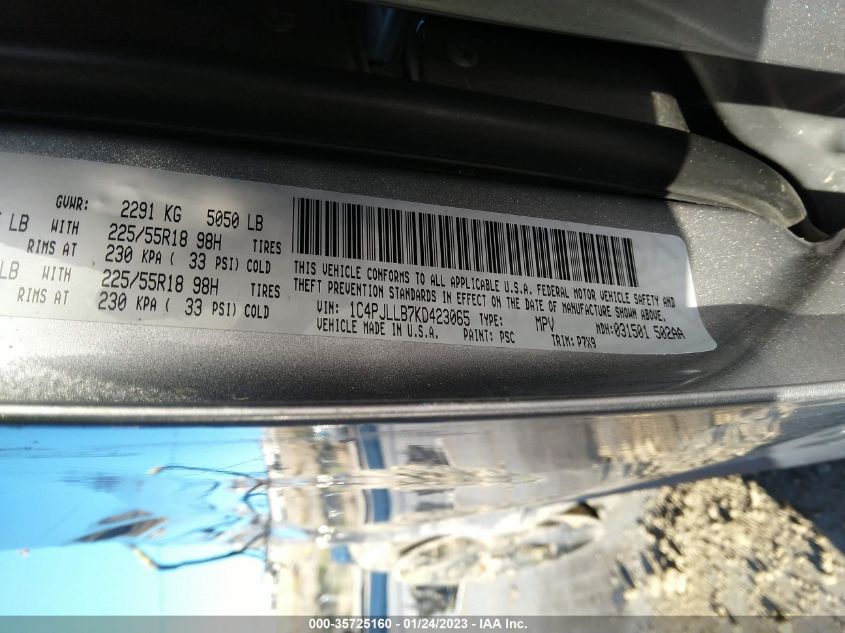 GVWR: 2291 KG 5050 LB
LB WITH 225/55R18 98H TIRES
RIMS AT 230 KPA ( 33 PSI) COLD
LB WITH 225/55R18 98H TIRES
RIMS AT 230 KPA ( 33 PSI) COLD
THIS VEHICLE CONFORMS TO ALL APPLICABLE U.S.A. FEDERAL MOTOR VEHICLE SAFETY AND
THEFT PREVENTION STANDARDS IN EFFECT ON THE DATE OF MANUFACTURE SHOWN ABOVE.
VIN: 1C4PJLLB7KD423065 TYPE: MPV MDH:031501 502AA
VEHICLE MADE IN U.S.A. PAINT: PSC TRIM: P7X9
000-35725160 - 01/24/2023 - IAA Inc.